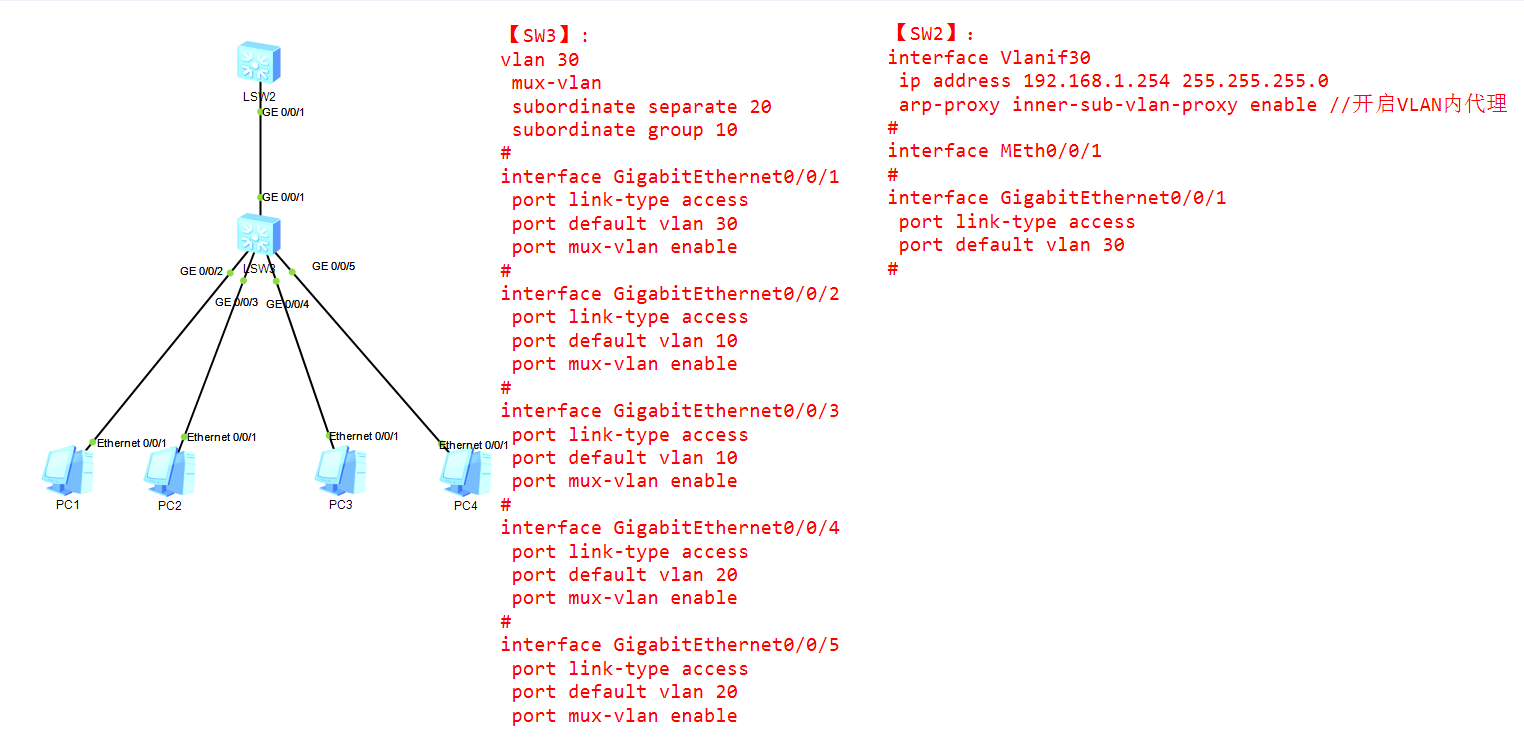 LSW2
GE 0/0/1
GE 0/0/1
LSW3
GE 0/0/2
GE 0/0/5
GE 0/0/3
GE 0/0/4
Ethernet 0/0/1
Ethernet 0/0/1
Ethernet 0/0/1
Ethernet 0/0/1
PC1
PC2
PC3
PC4
【SW3】:
vlan 30
mux-vlan
subordinate separate 20
subordinate group 10
#
interface GigabitEthernet0/0/1
port link-type access
port default vlan 30
port mux-vlan enable
#
interface GigabitEthernet0/0/2
port link-type access
port default vlan 10
port mux-vlan enable
#
interface GigabitEthernet0/0/3
port link-type access
port default vlan 10
port mux-vlan enable
#
interface GigabitEthernet0/0/4
port link-type access
port default vlan 20
port mux-vlan enable
#
interface GigabitEthernet0/0/5
port link-type access
port default vlan 20
port mux-vlan enable
【SW2】：
interface Vlanif30
ip address 192.168.1.254 255.255.255.0
arp-proxy inner-sub-vlan-proxy enable //开启VLAN内代理
#
interface MEth0/0/1
#
interface GigabitEthernet0/0/1
port link-type access
port default vlan 30
#